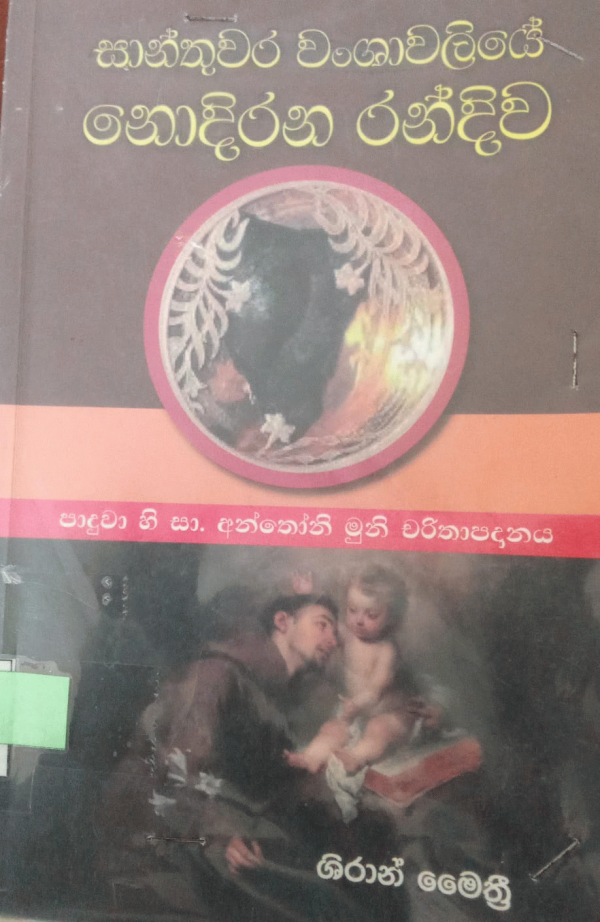 සාන්තුවර වංශාවලියේ
නොදිරන රන්දිව
පාදුවා හි සා. අන්තෝනි මුනි චරිතාපදානය
ශිරාන් මෛත්‍රී